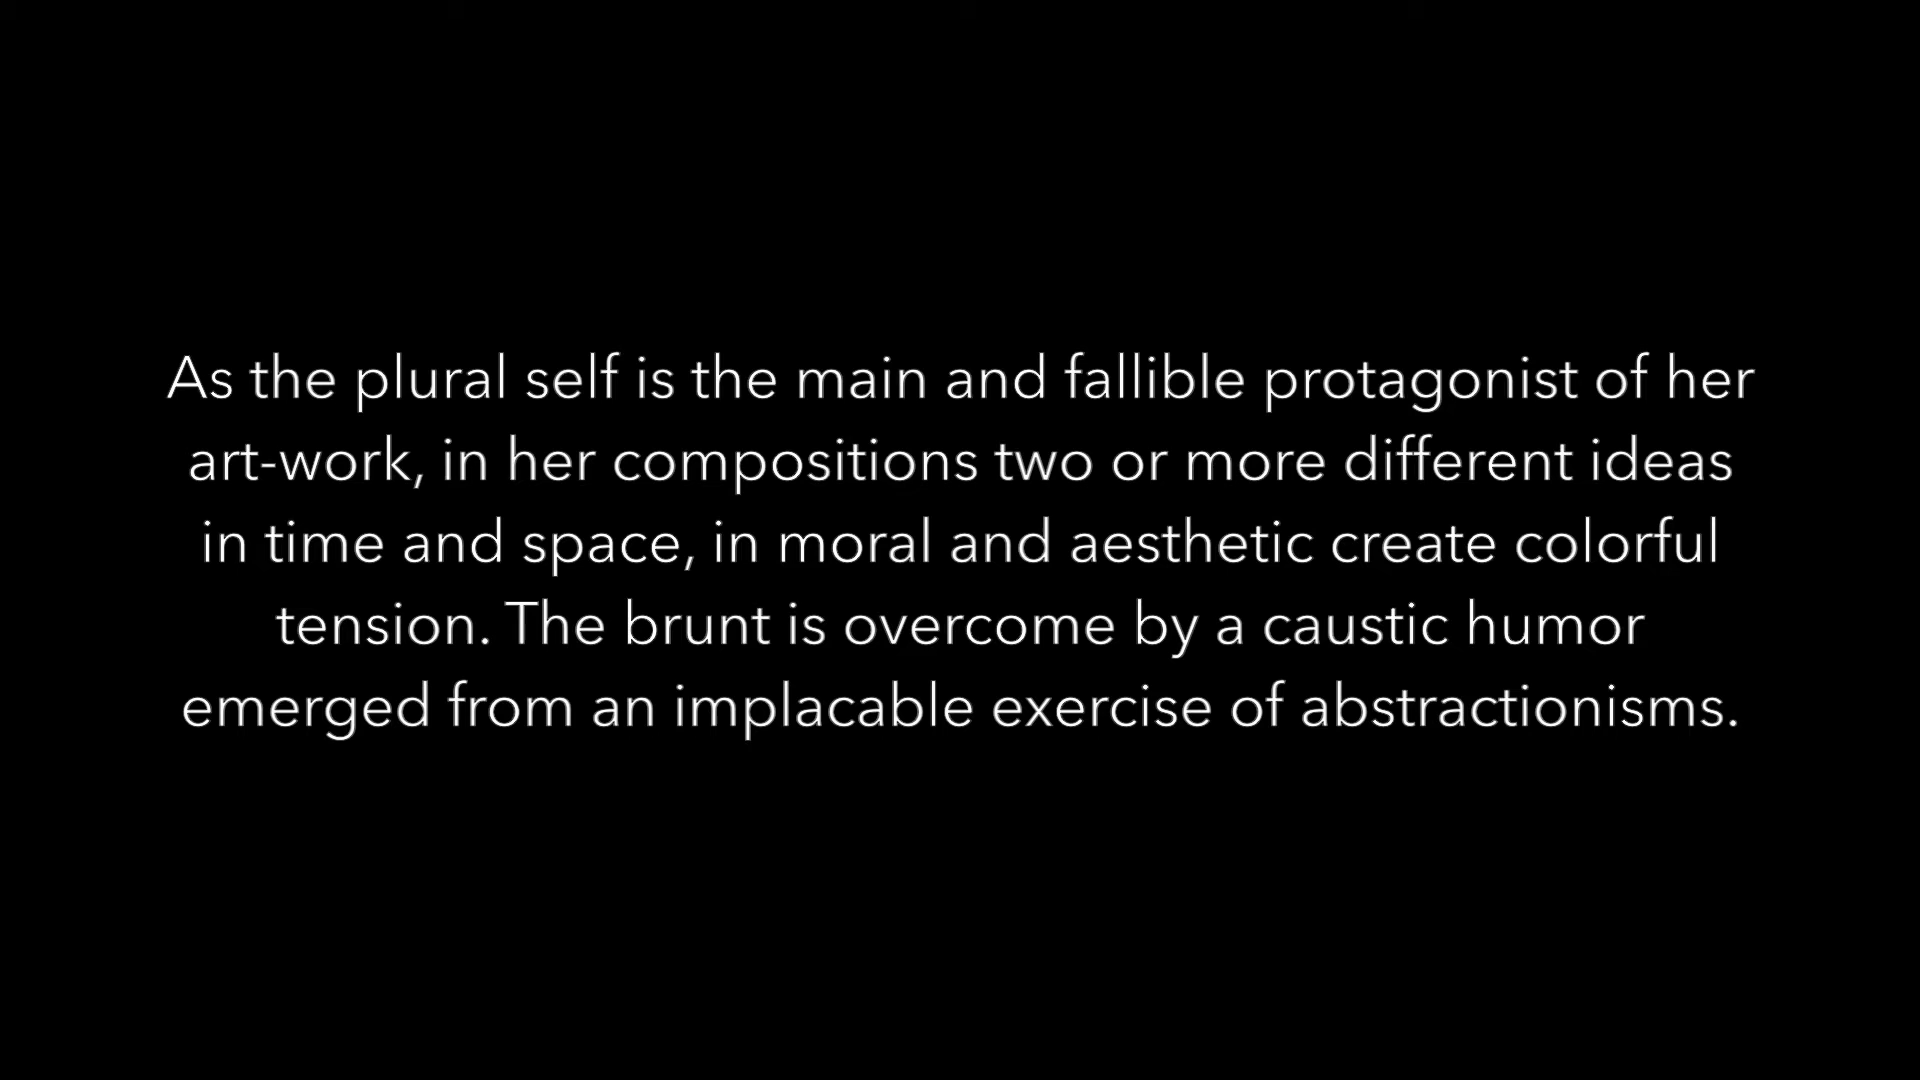 As the plural self is the main and fallible protagonist of her
art-work, in her compositions two or more different ideas
in time and space, in moral and aesthetic create colorful
tension. The brunt is overcome by a caustic humor
emerged from an implacable exercise of abstractionisms.